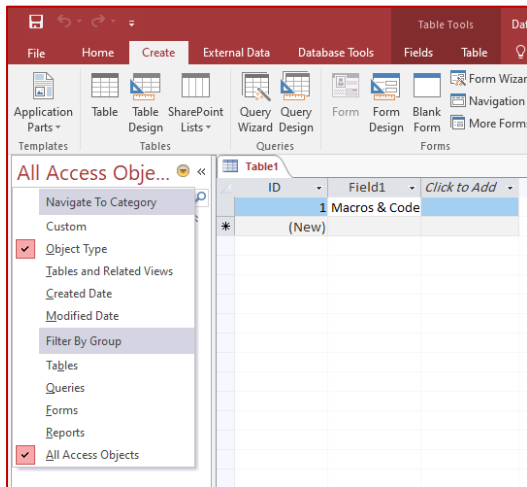 Table Tools
Dat
File Home Create External Data Database Tools Fields Table
Application Parts
Table
Table Design
SharePoint Lists
Query Wizard
Query Design
Form
Form Design
Blank Form
Form Wizar
Navigation
More Form
Templates Tables Queries Forms
All Access Obje... «
Table1
ID Field1 Click to Add
1 Macros & Code
(New)
Navigate To Category
Custom
Object Type
Tables and Related Views
Created Date
Modified Date
Filter By Group
Tables
Queries
Forms
Reports
All Access Objects